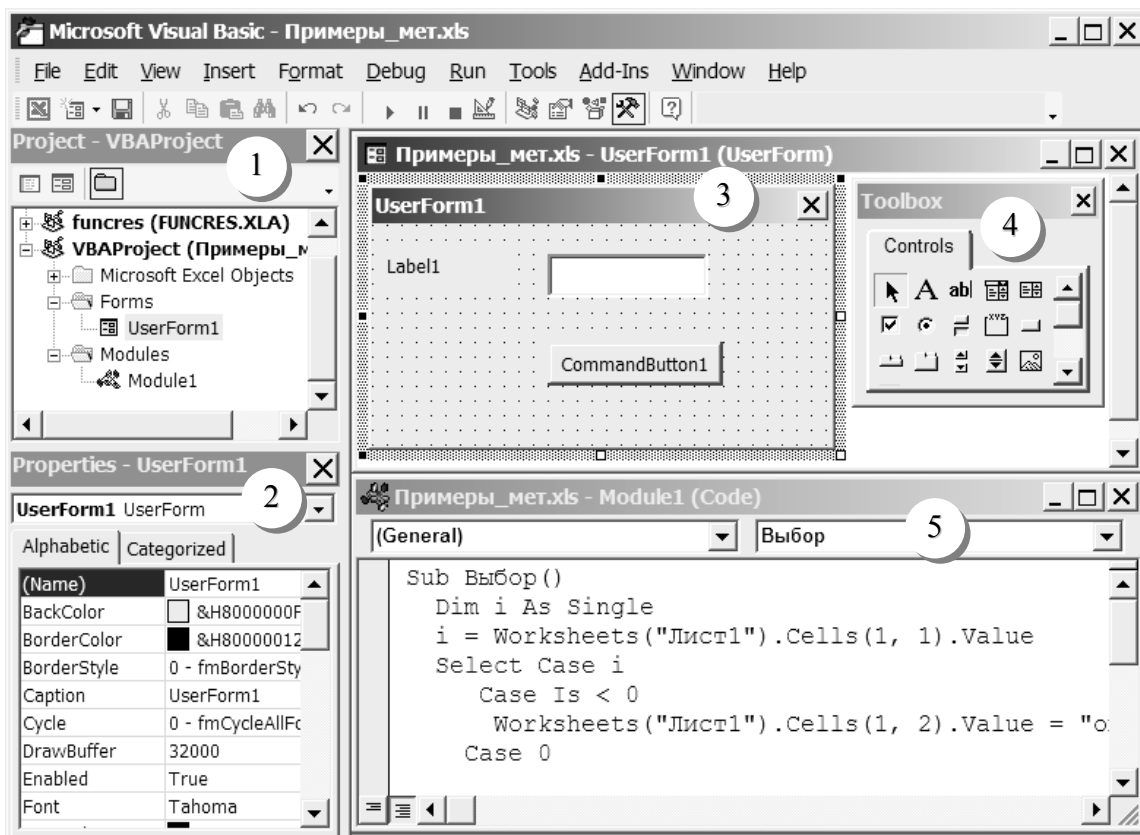 Microsoft Visual Basic - Примеры_мет.xls
File Edit View Insert Format Debug Run Tools Add-Ins Window Help
Project - VBAProject
1
funcres (FUNCRES.XLA)
VBAProject (Примеры_м
Microsoft Excel Objects
Forms
UserForm1
Modules
Module1
Properties - UserForm1
2
UserForm1 UserForm
Alphabetic Categorized
(Name) UserForm1
BackColor &H8000000F
BorderColor &H80000012
BorderStyle 0 - fmBorderSty
Caption UserForm1
Cycle 0 - fmCycleAllFo
DrawBuffer 32000
Enabled True
Font Tahoma
Примеры_мет.xls - UserForm1 (UserForm)
3
UserForm1
Label1
CommandButton1
Toolbox
4
Controls
A ab|
XYZ
Примеры_мет.xls - Module1 (Code)
5
(General) Выбор
Sub Выбор()
Dim i As Single
i = Worksheets("Лист1").Cells(1, 1).Value
Select Case i
Case Is < 0
Worksheets("Лист1").Cells(1, 2).Value = "о
Case 0